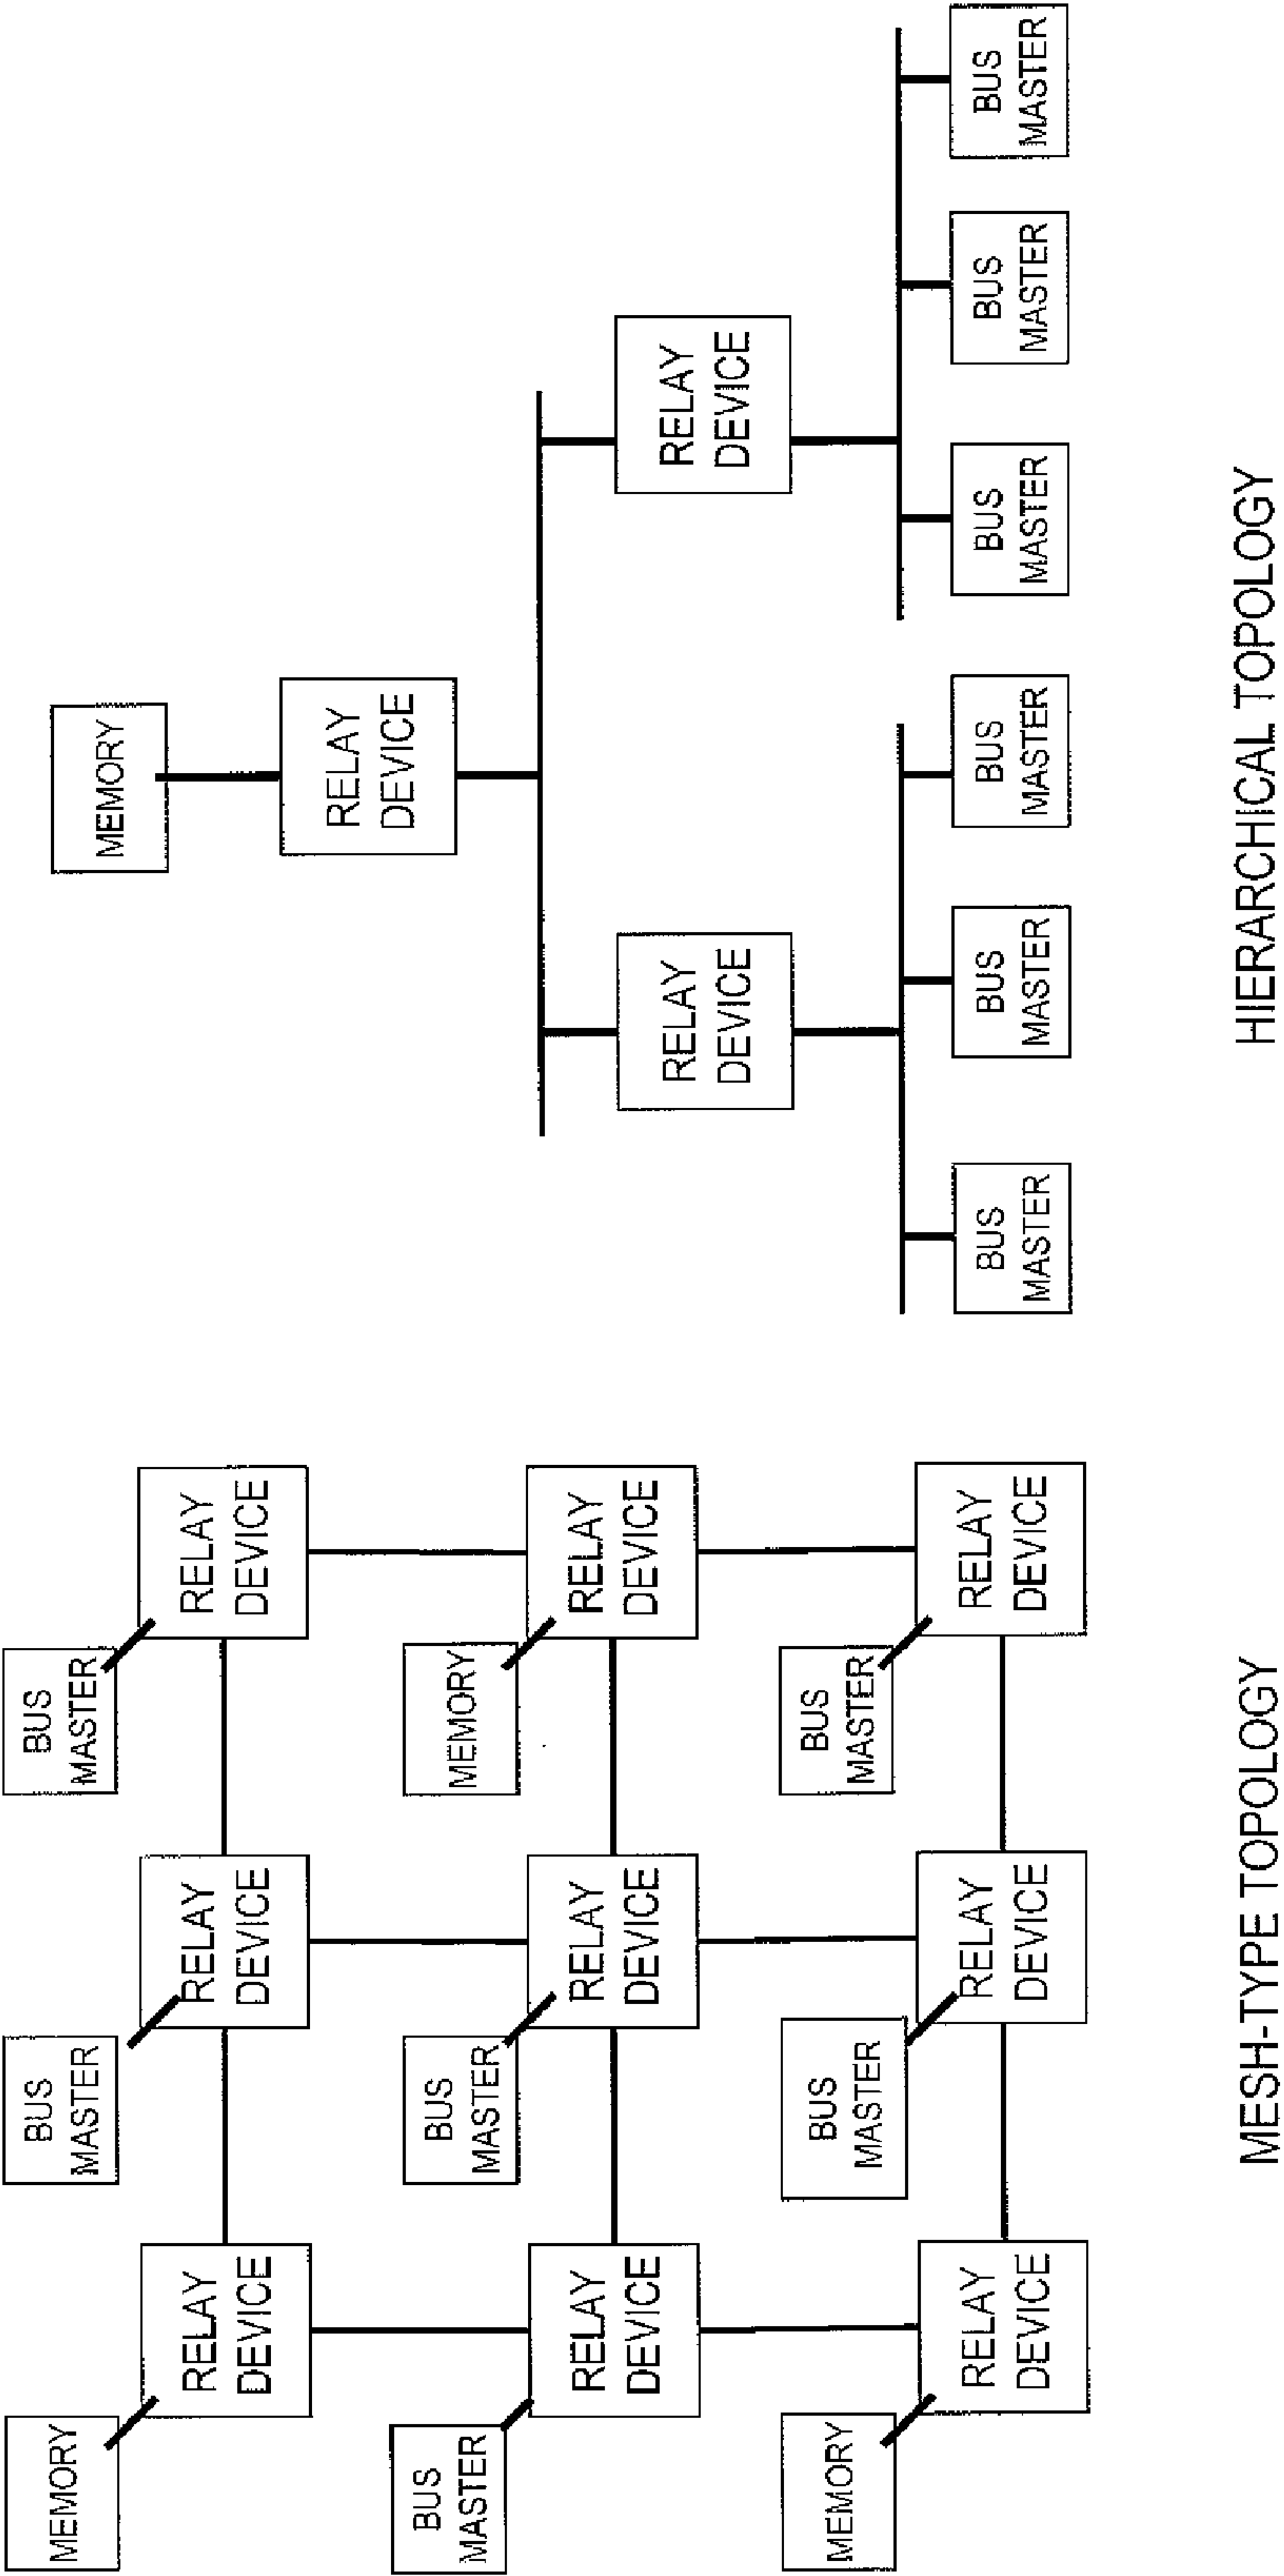 MEMORY
BUS
MASTER
BUS
MASTER
RELAY
DEVICE
RELAY
DEVICE
RELAY
DEVICE
BUS
MASTER
BUS
MASTER
MEMORY
RELAY
DEVICE
RELAY
DEVICE
RELAY
DEVICE
MEMORY
BUS
MASTER
BUS
MASTER
RELAY
DEVICE
RELAY
DEVICE
RELAY
DEVICE
MESH-TYPE TOPOLOGY
MEMORY
RELAY
DEVICE
RELAY
DEVICE
RELAY
DEVICE
BUS
MASTER
BUS
MASTER
BUS
MASTER
BUS
MASTER
BUS
MASTER
BUS
MASTER
HIERARCHICAL TOPOLOGY